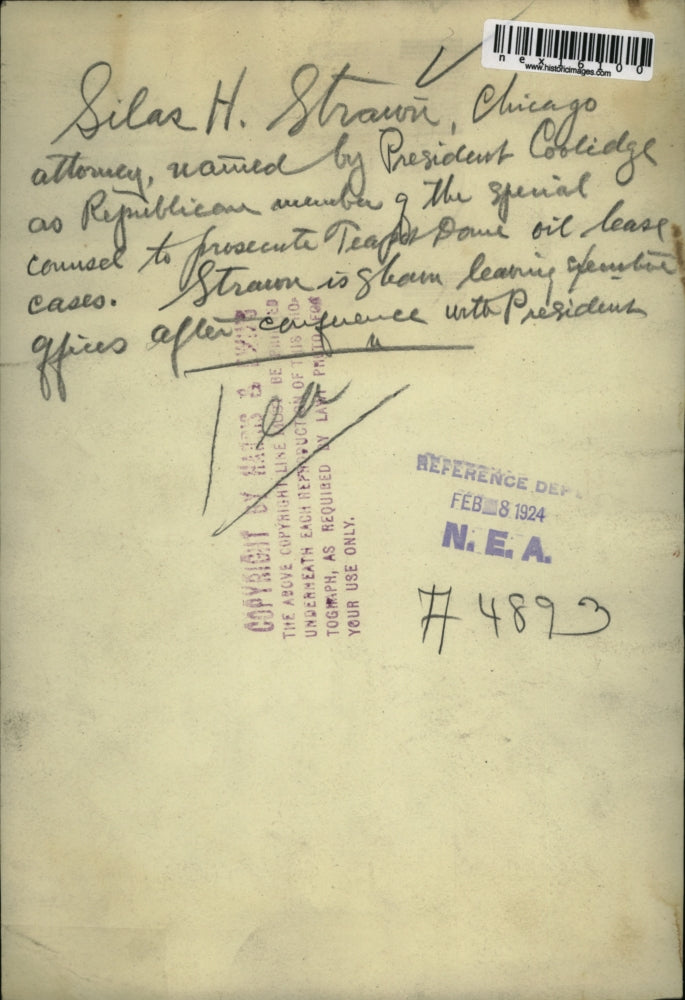 nex16100
www.historicimages.com
Silas H. Strawn, Chicago
attorney, named by President Coolidge
as Republican member of the special
counsel to prosecute Teapot Dome oil lease
cases. Strawn is shown leaving executive
offices after conference with President
COPYRIGHT BY HARRIS &
THE ABOVE COPYRIGHT LINE MUST BE PRINTED
UNDERNEATH EACH REPRODUCTION OF THIS PHO-
TOGRAPH, AS REQUIRED BY LAW. PHOTO FOR
YOUR USE ONLY.
REFERENCE DEPT.
FEB 8 1924
N. E. A.
# 4893